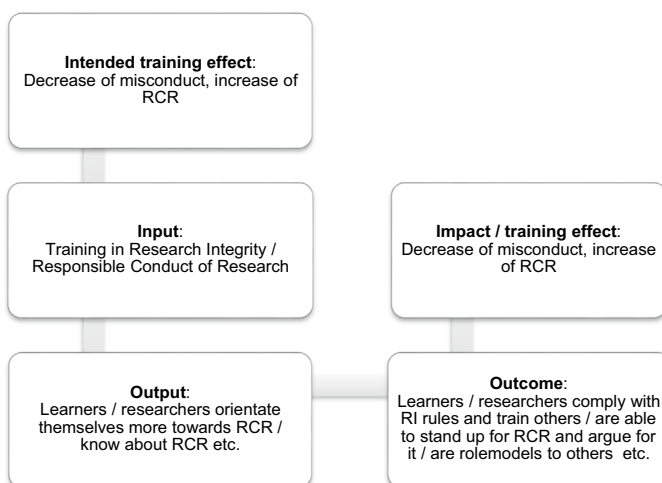 Intended training effect:
Decrease of misconduct, increase of
RCR
Input:
Training in Research Integrity /
Responsible Conduct of Research
Output:
Learners / researchers orientate
themselves more towards RCR /
know about RCR etc.
Outcome:
Learners / researchers comply with
RI rules and train others / are able
to stand up for RCR and argue for
it / are rolemodels to others etc.
Impact / training effect:
Decrease of misconduct, increase
of RCR